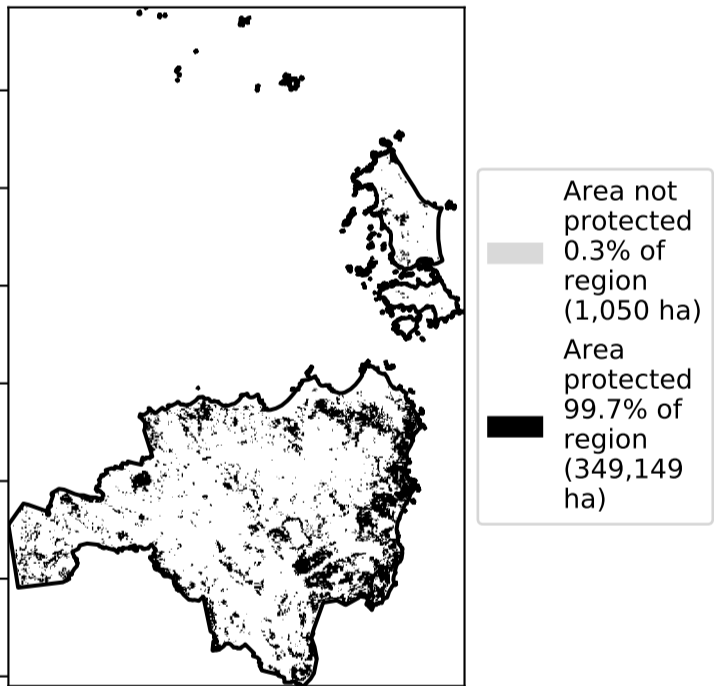 Area not
protected
0.3% of
region
(1,050 ha)
Area
protected
99.7% of
region
(349,149
ha)